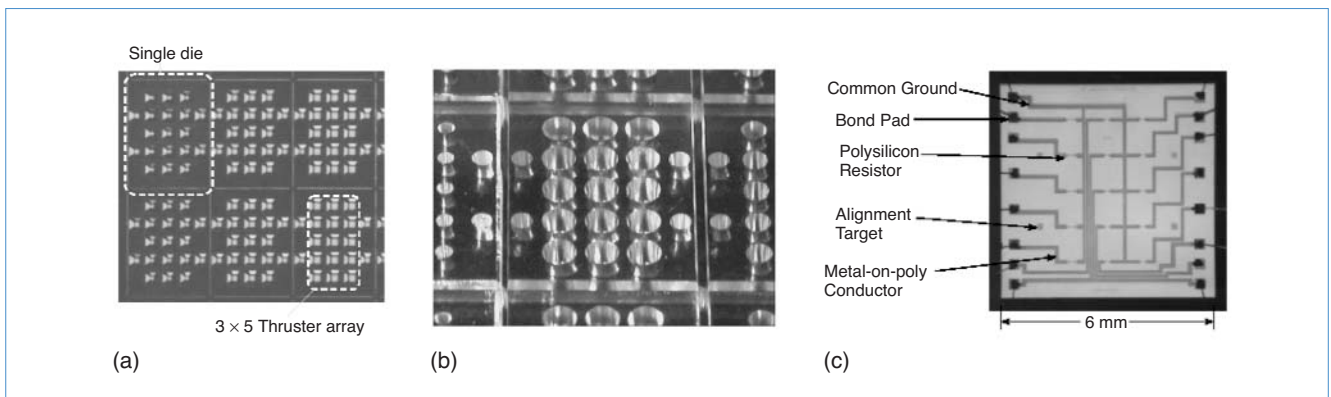 Single die
3 × 5 Thruster array
(a)
(b)
Common Ground
Bond Pad
Polysilicon
Resistor
Alignment
Target
Metal-on-poly
Conductor
6 mm
(c)